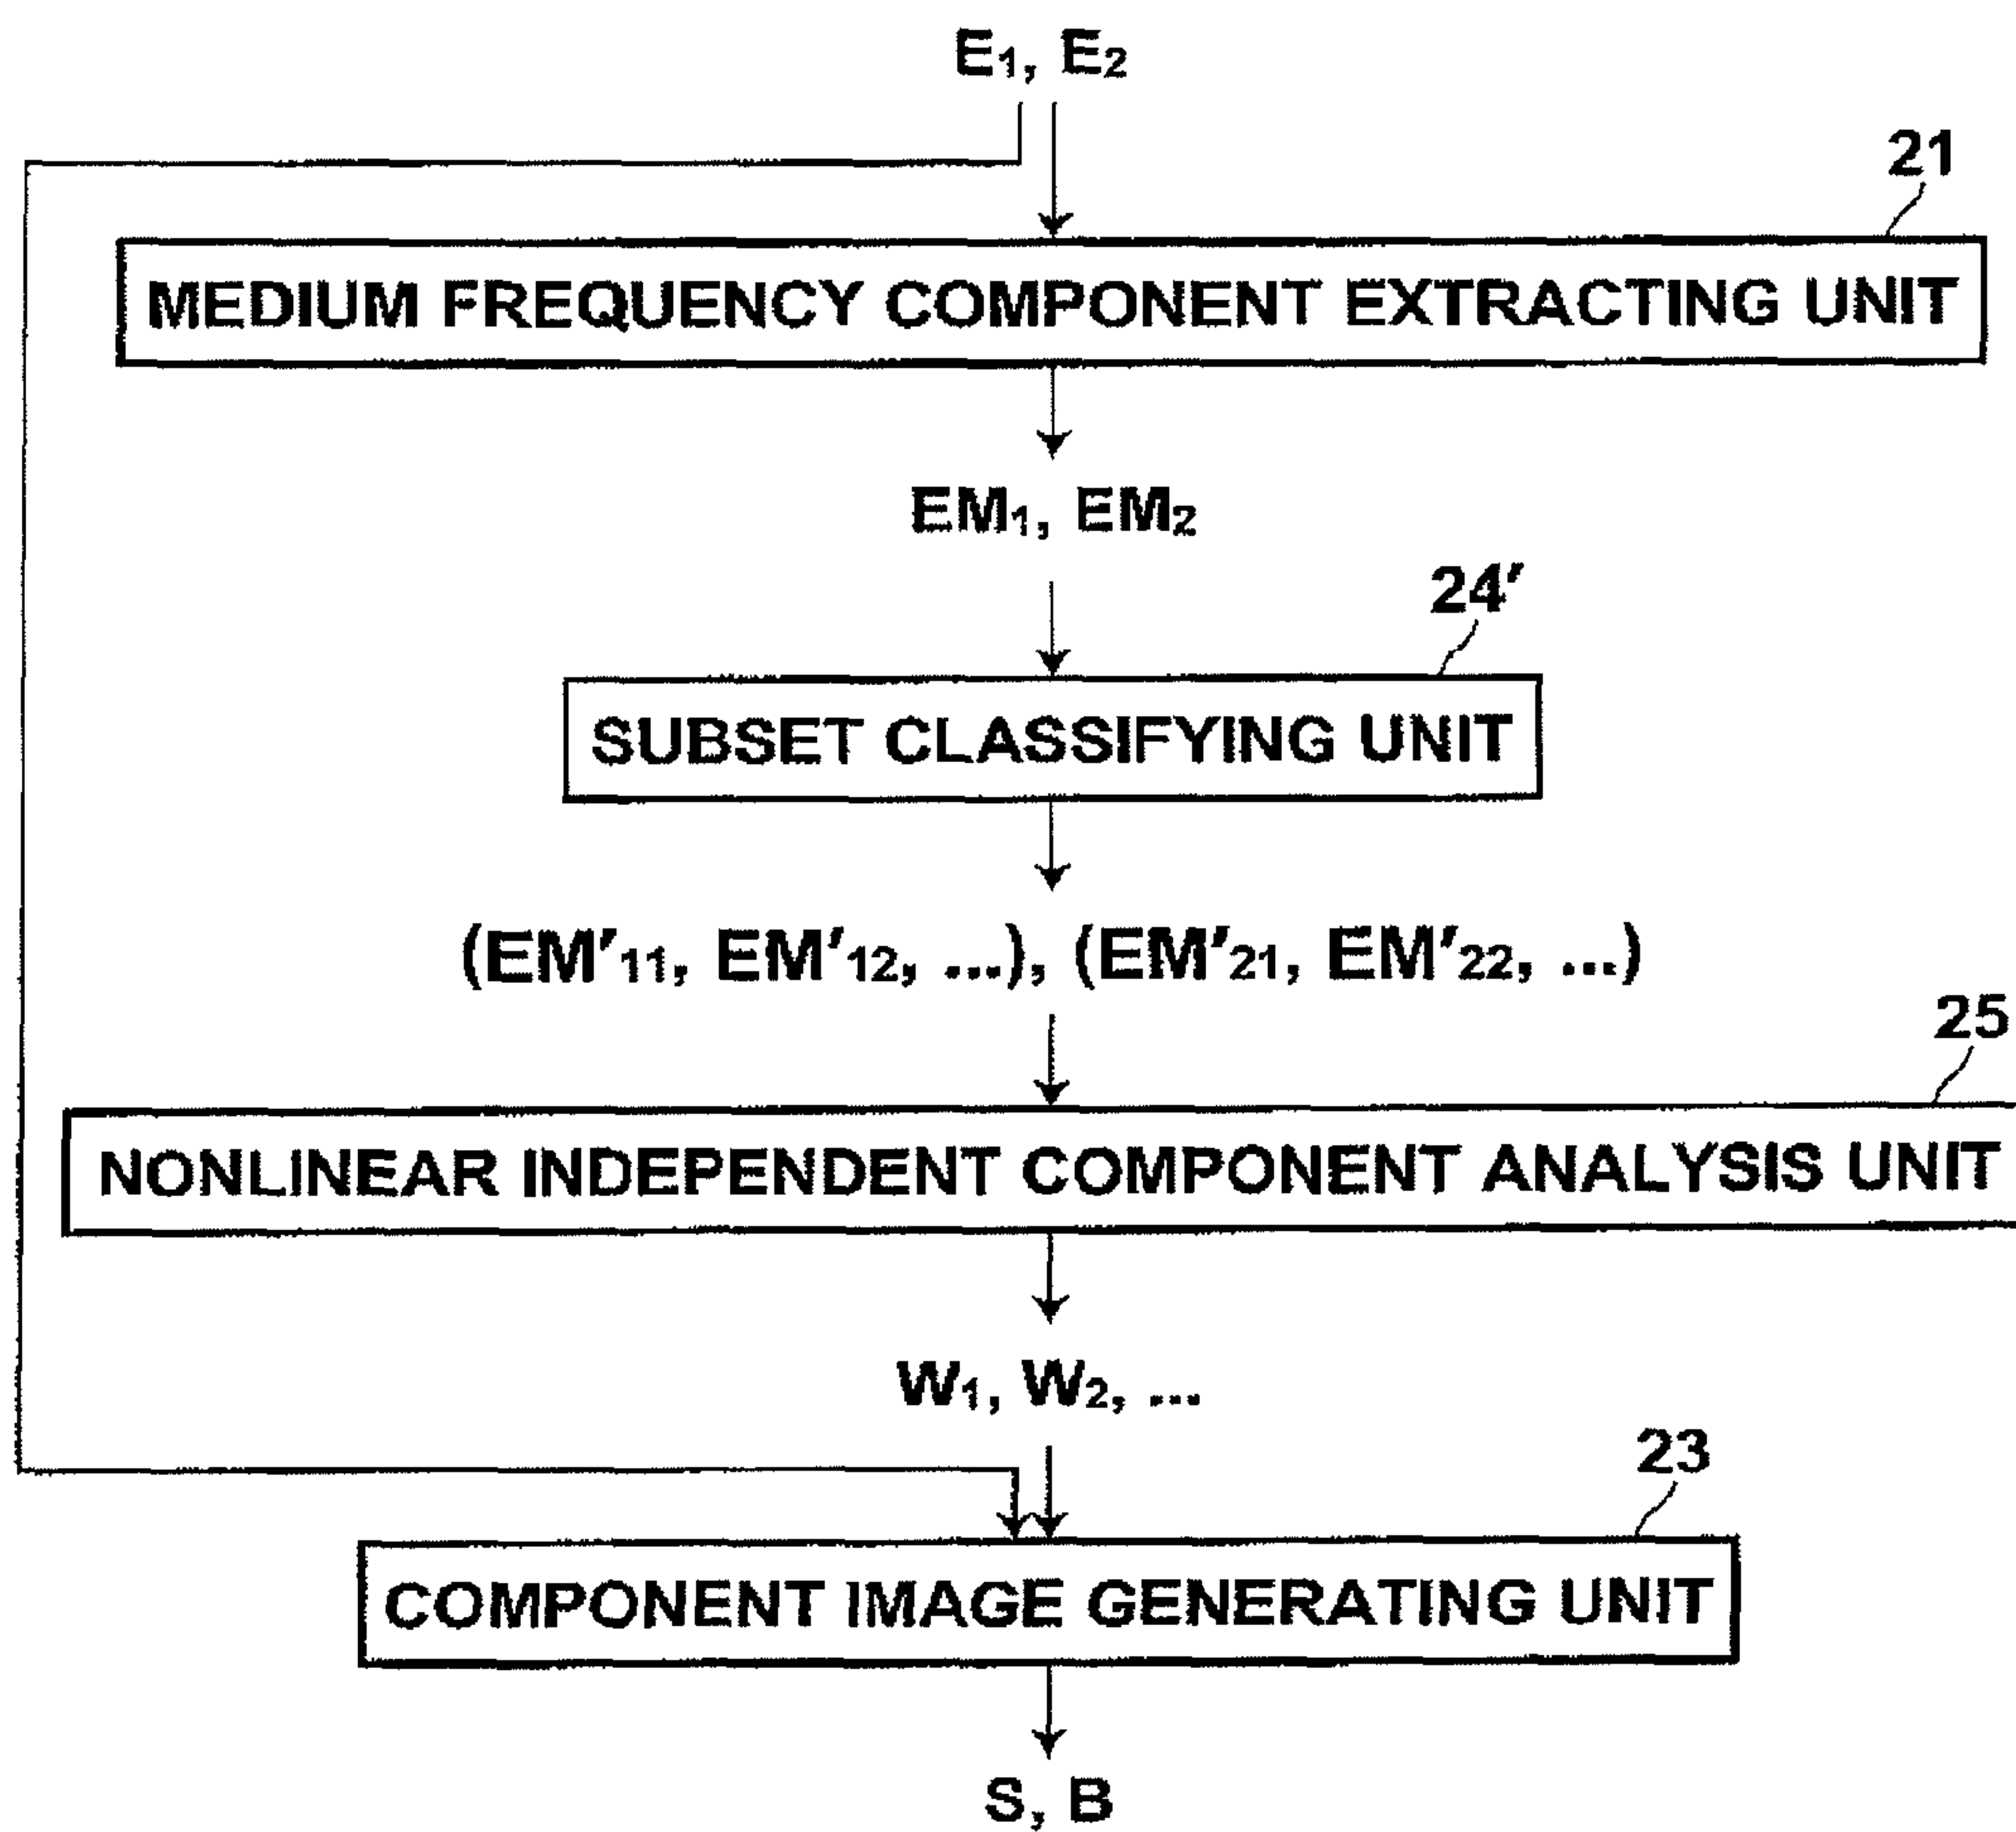 E1, E2
21
MEDIUM FREQUENCY COMPONENT EXTRACTING UNIT
EM1, EM2
24'
SUBSET CLASSIFYING UNIT
(EM'11, EM'12, ...), (EM'21, EM'22, ...)
25
NONLINEAR INDEPENDENT COMPONENT ANALYSIS UNIT
W1, W2, ...
23
COMPONENT IMAGE GENERATING UNIT
S, B